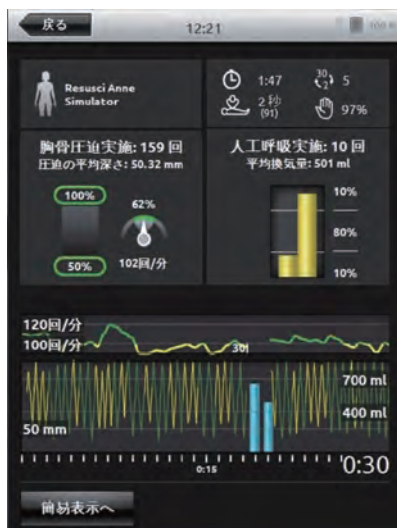 戻る
12:21
100 %
Resusci Anne
Simulator
1:47
30:2 5
2 秒
(91)
97%
胸骨圧迫実施: 159 回
圧迫の平均深さ: 50.32 mm
100%
62%
50%
102回/分
人工呼吸実施: 10 回
平均換気量: 501 ml
10%
80%
10%
120回/分
100回/分
30
700 ml
400 ml
50 mm
0:15
0:30
簡易表示へ